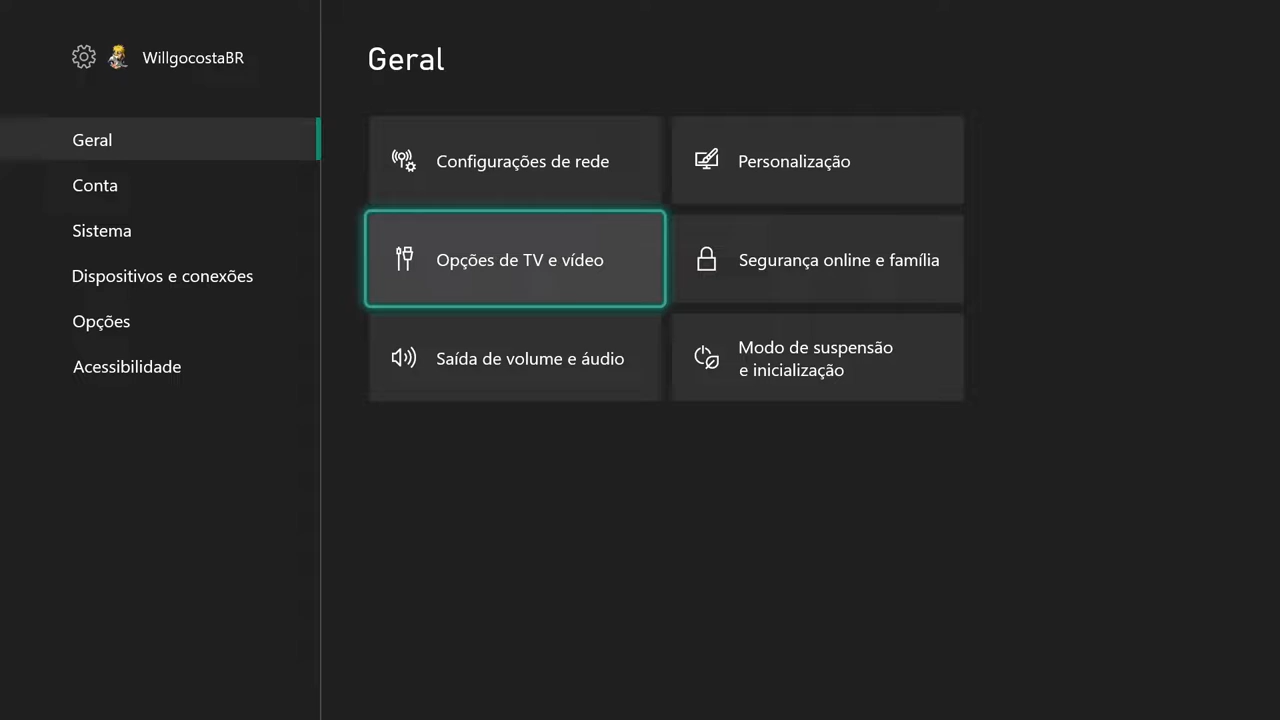 WillgocostaBR
Geral
Conta
Sistema
Dispositivos e conexões
Opções
Acessibilidade
Geral
Configurações de rede
Personalização
Opções de TV e vídeo
Segurança online e família
Saída de volume e áudio
Modo de suspensão
e inicialização